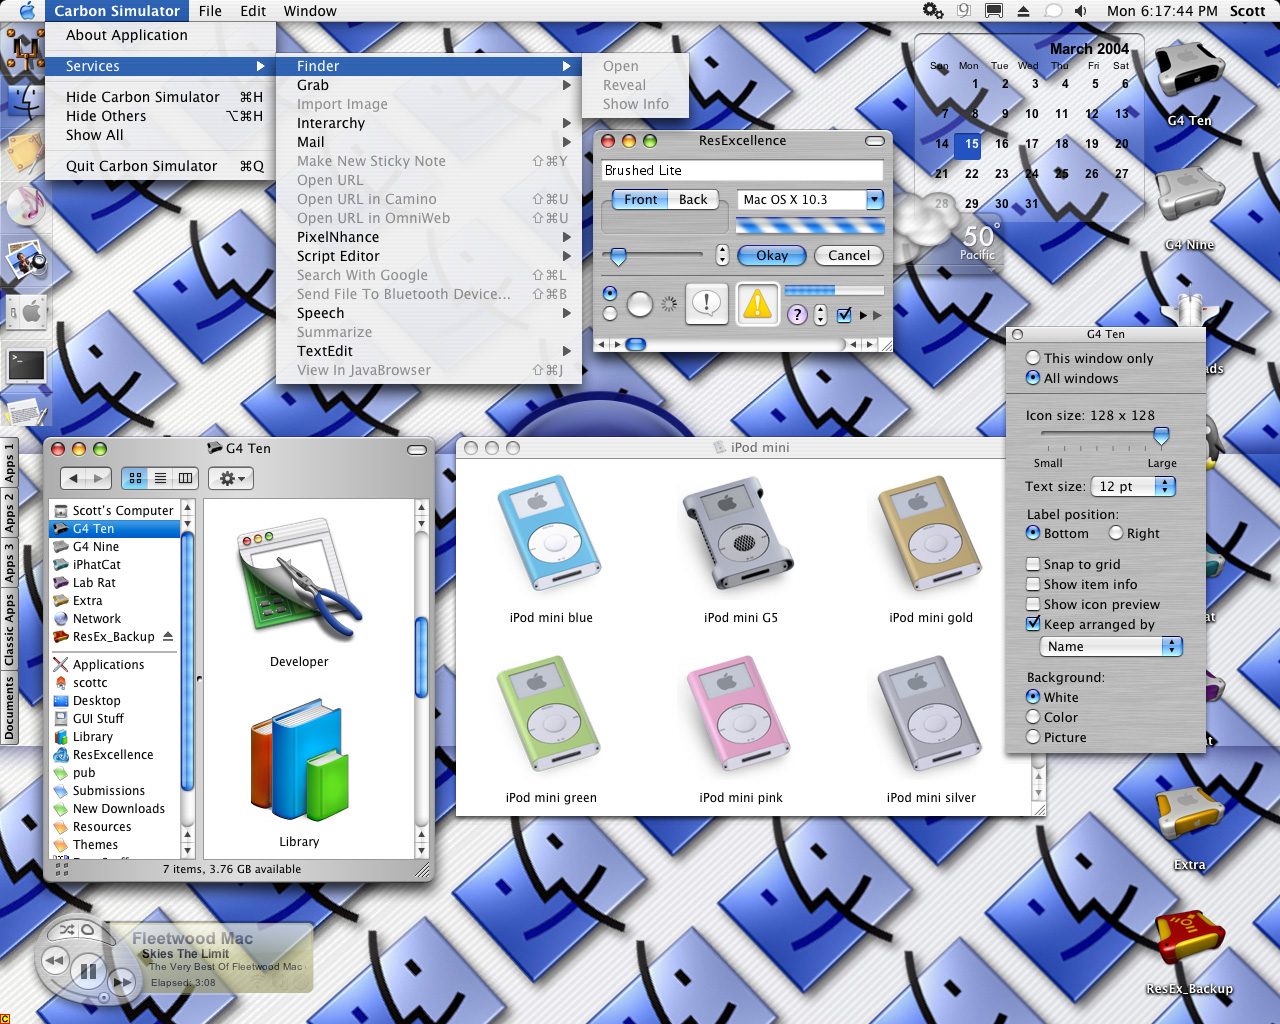 Carbon Simulator File Edit Window
Mon 6:17:44 PM Scott
About Application
Services
Hide Carbon Simulator ⌘H
Hide Others ⌥⌘H
Show All
Quit Carbon Simulator ⌘Q
Finder
Grab
Import Image
Interarchy
Mail
Make New Sticky Note ⇧⌘Y
Open URL
Open URL in Camino ⇧⌘U
Open URL in OmniWeb ⇧⌘U
PixelNhance
Script Editor
Search With Google ⇧⌘L
Send File To Bluetooth Device... ⇧⌘B
Speech
Summarize
TextEdit
View In JavaBrowser ⇧⌘J
Open
Reveal
Show Info
ResExcellence
Brushed Lite
Front Back Mac OS X 10.3
Okay Cancel
March 2004
Sun Mon Tue Wed Thu Fri Sat
1 2 3 4 5 6
7 8 9 10 11 12 13
14 15 16 17 18 19 20
21 22 23 24 25 26 27
28 29 30 31
50°
Pacific
G4 Ten
G4 Nine
G4 Ten
This window only
All windows
Icon size: 128 x 128
Small Large
Text size: 12 pt
Label position:
Bottom Right
Snap to grid
Show item info
Show icon preview
Keep arranged by
Name
Background:
White
Color
Picture
Extra
ResEx_Backup
Apps 1
Apps 2
Apps 3
Classic Apps
Documents
G4 Ten
Scott's Computer
G4 Ten
G4 Nine
iPhatCat
Lab Rat
Extra
Network
ResEx_Backup
Applications
scottc
Desktop
GUI Stuff
Library
ResExcellence
pub
Submissions
New Downloads
Resources
Themes
Developer
Library
7 items, 3.76 GB available
iPod mini
iPod mini blue
iPod mini G5
iPod mini gold
iPod mini green
iPod mini pink
iPod mini silver
Fleetwood Mac
Skies The Limit
The Very Best Of Fleetwood Mac
Elapsed: 3:08